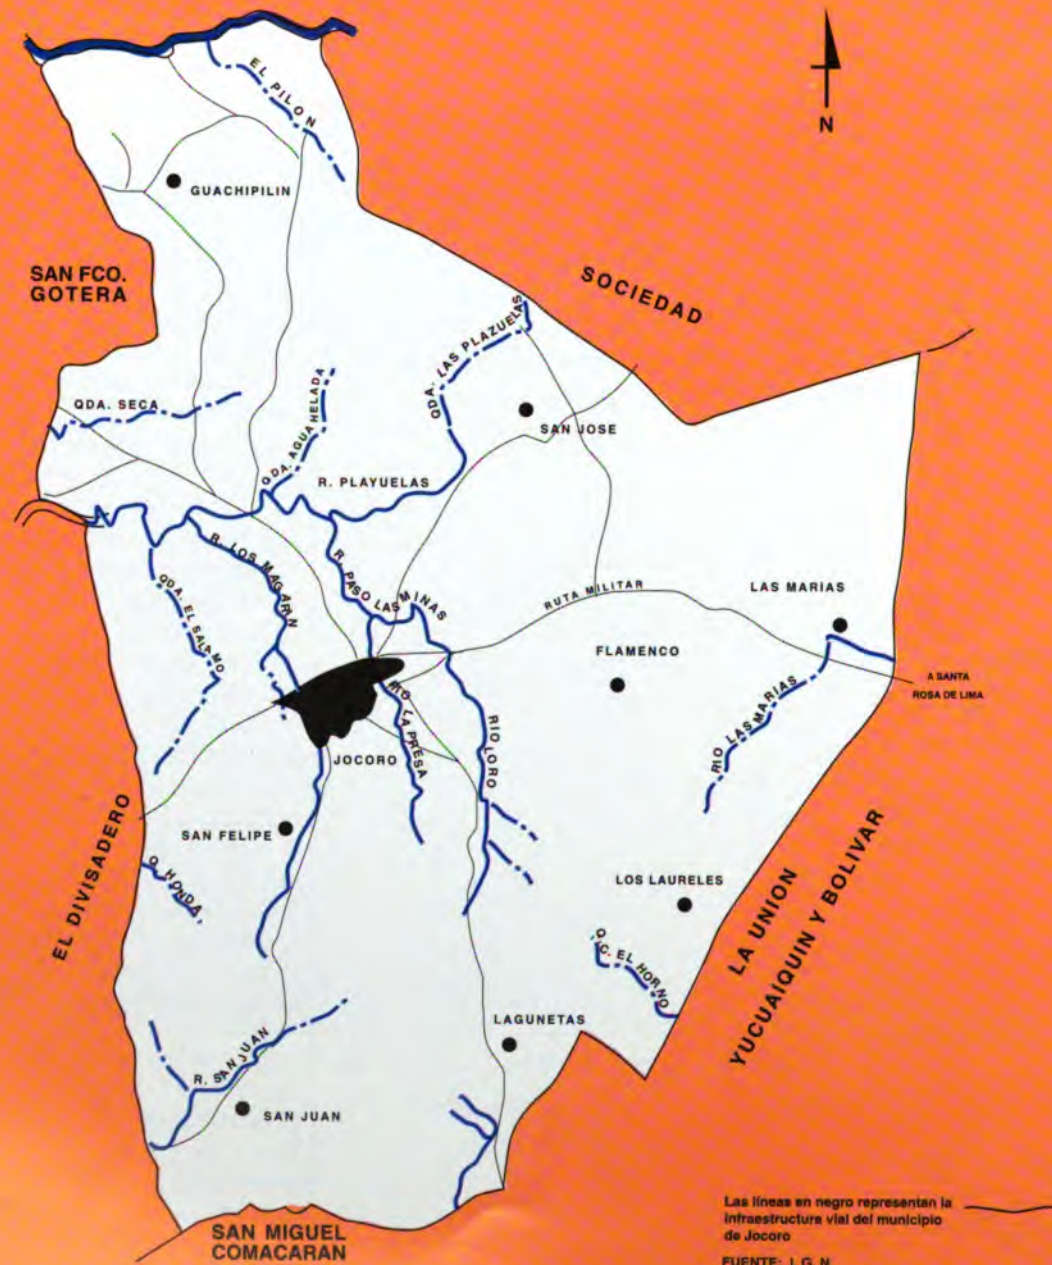 EL PILON
N
GUACHIPILIN
SAN FCO.
GOTERA
SOCIEDAD
QDA. LAS PLAZUELAS
QDA. SECA
QDA. AGUA HELADA
SAN JOSE
R. PLAYUELAS
R. LOS MAGARIN
R. PASO LAS MINAS
QDA. EL SALAMO
RUTA MILITAR
LAS MARIAS
FLAMENCO
A SANTA
ROSA DE LIMA
RIO LAS MARIAS
RIO LA PRESA
RIO LORO
JOCORO
EL DIVISADERO
SAN FELIPE
Q. HONDA
LOS LAURELES
LA UNION
YUCUAIQUIN Y BOLIVAR
Q.C. EL HORNO
LAGUNETAS
R. SAN JUAN
SAN JUAN
SAN MIGUEL
COMACARAN
Las líneas en negro representan la
infraestructura vial del municipio
de Jocoro
FUENTE: I.G.N.